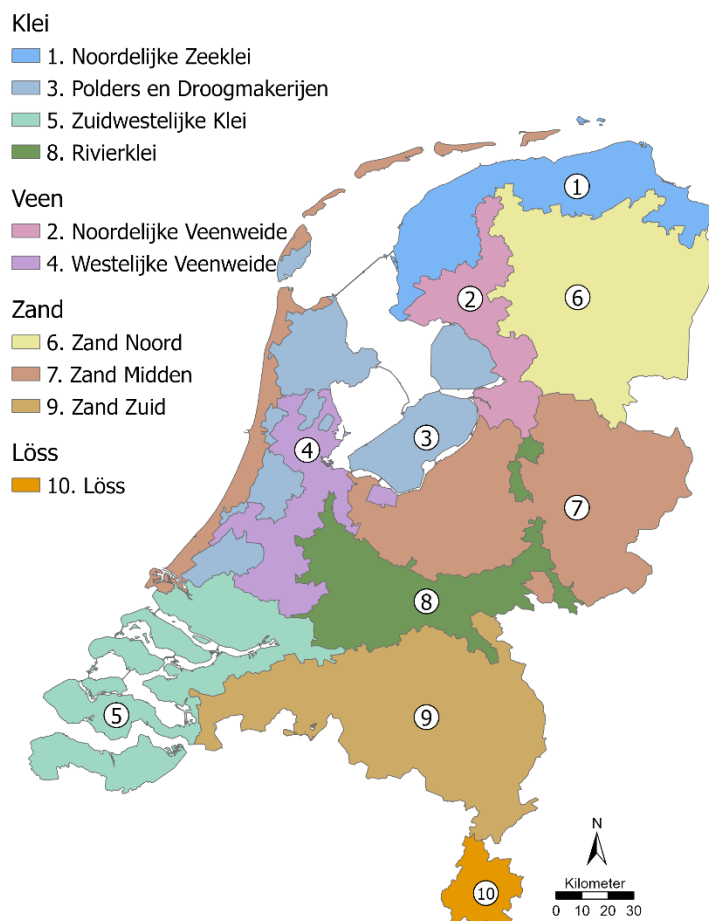 Klei
1. Noordelijke Zeeklei
3. Polders en Droogmakerijen
5. Zuidwestelijke Klei
8. Rivierklei
Veen
2. Noordelijke Veenweide
4. Westelijke Veenweide
Zand
6. Zand Noord
7. Zand Midden
9. Zand Zuid
Löss
10. Löss
1
2
6
3
4
7
8
5
9
10
N
Kilometer
0 10 20 30